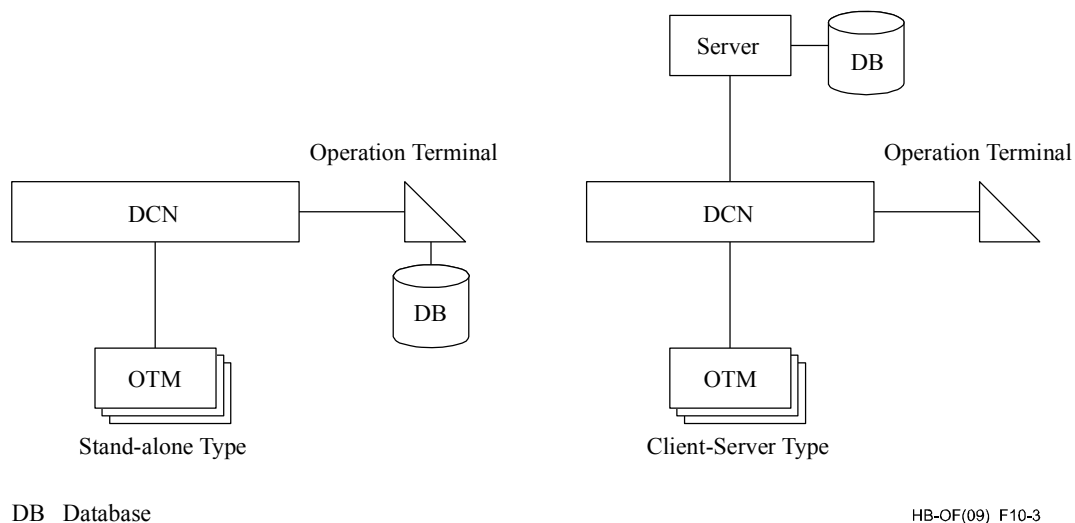 Server
DB
Operation Terminal
Operation Terminal
DCN
DCN
DB
OTM
OTM
Stand-alone Type
Client-Server Type
DB Database
HB-OF(09)_F10-3